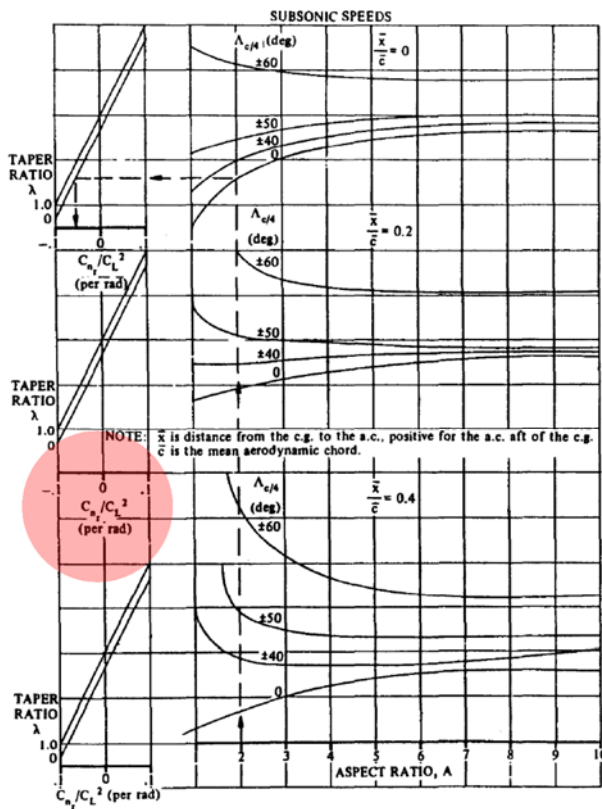 SUBSONIC SPEEDS
Λc/4 (deg)
x̄/c̄ = 0
±60
±50
±40
0
TAPER
RATIO
λ
1.0
0
-. 0 .1
Cnr/CL²
(per rad)
Λc/4
(deg)
x̄/c̄ = 0.2
±60
±50
±40
0
TAPER
RATIO
λ
1.0
0
NOTE: x̄ is distance from the c.g. to the a.c., positive for the a.c. aft of the c.g.
c̄ is the mean aerodynamic chord.
-.1 0 .1
Cnr/CL²
(per rad)
Λc/4
(deg)
x̄/c̄ = 0.4
±60
±50
±40
0
TAPER
RATIO
λ
1.0
0
-.1 0 .1
Cnr/CL² (per rad)
1 2 3 4 5 6 7 8 9 10
ASPECT RATIO, A